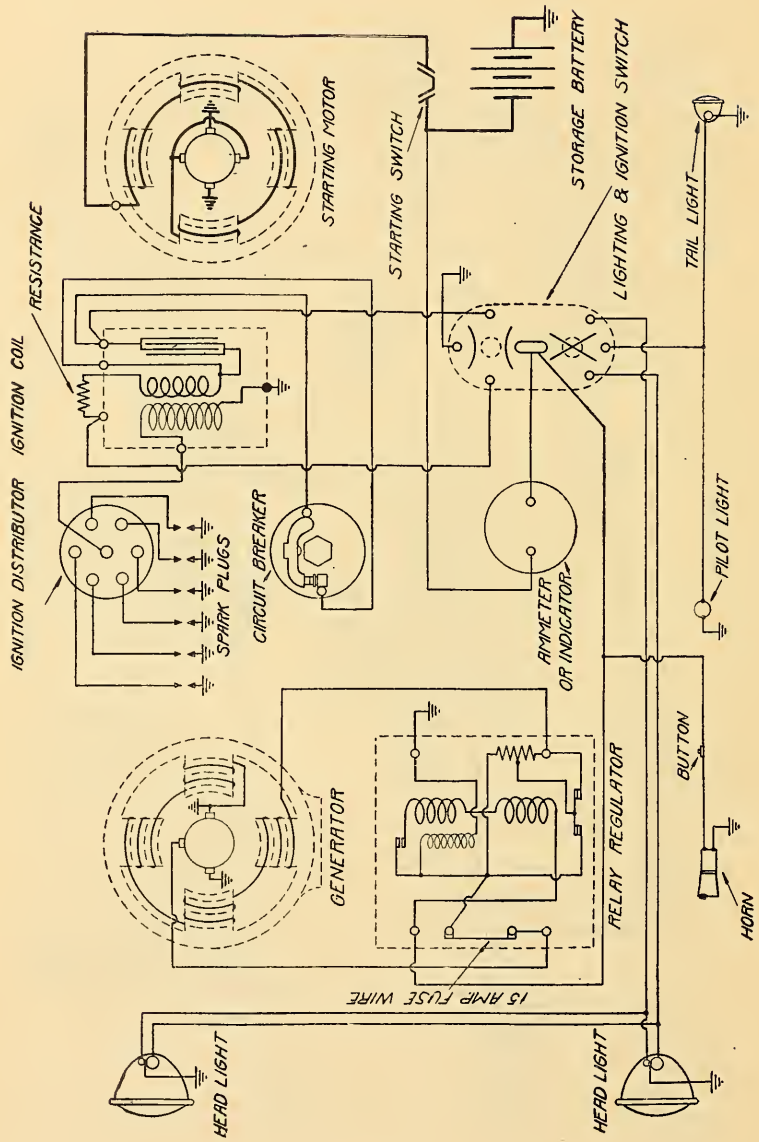 IGNITION DISTRIBUTOR
IGNITION COIL
RESISTANCE
STARTING MOTOR
SPARK PLUGS
CIRCUIT BREAKER
STARTING SWITCH
STORAGE BATTERY
LIGHTING & IGNITION SWITCH
TAIL LIGHT
AMMETER
OR INDICATOR
PILOT LIGHT
GENERATOR
RELAY REGULATOR
BUTTON
HORN
15 AMP FUSE WIRE
HEAD LIGHT
HEAD LIGHT